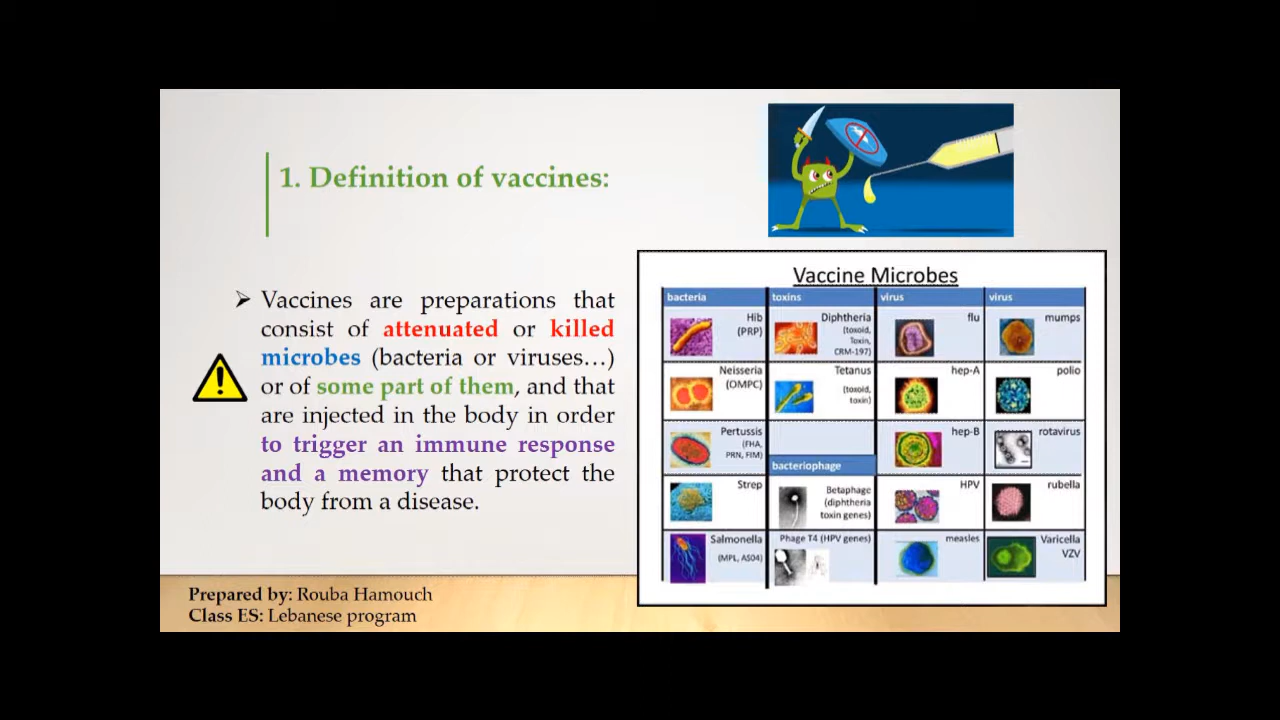 1. Definition of vaccines:
➢ Vaccines are preparations that
consist of attenuated or killed
microbes (bacteria or viruses…)
or of some part of them, and that
are injected in the body in order
to trigger an immune response
and a memory that protect the
body from a disease.
Vaccine Microbes
bacteria
Hib
(PRP)
Neisseria
(OMPC)
Pertussis
(FHA,
PRN, FIM)
Strep
Salmonella
(MPL, AS04)
toxins
Diphtheria
(toxoid,
Toxin,
CRM-197)
Tetanus
(toxoid,
toxin)
bacteriophage
Betaphage
(diphtheria
toxin genes)
Phage T4 (HPV genes)
virus
flu
hep-A
hep-B
HPV
measles
virus
mumps
polio
rotavirus
rubella
Varicella
VZV
Prepared by: Rouba Hamouch
Class ES: Lebanese program